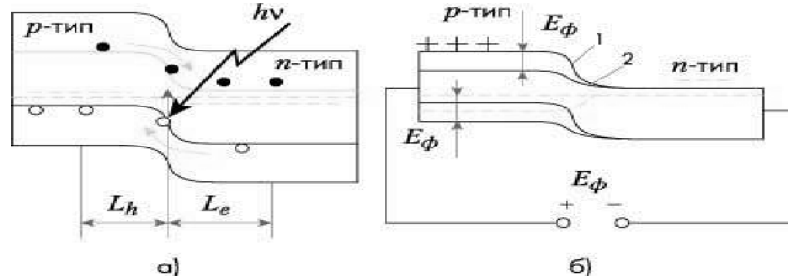 p-тип
hν
n-тип
L_h
L_e
а)
p-тип
E_ф
1
2
n-тип
E_ф
E_ф
+ −
б)